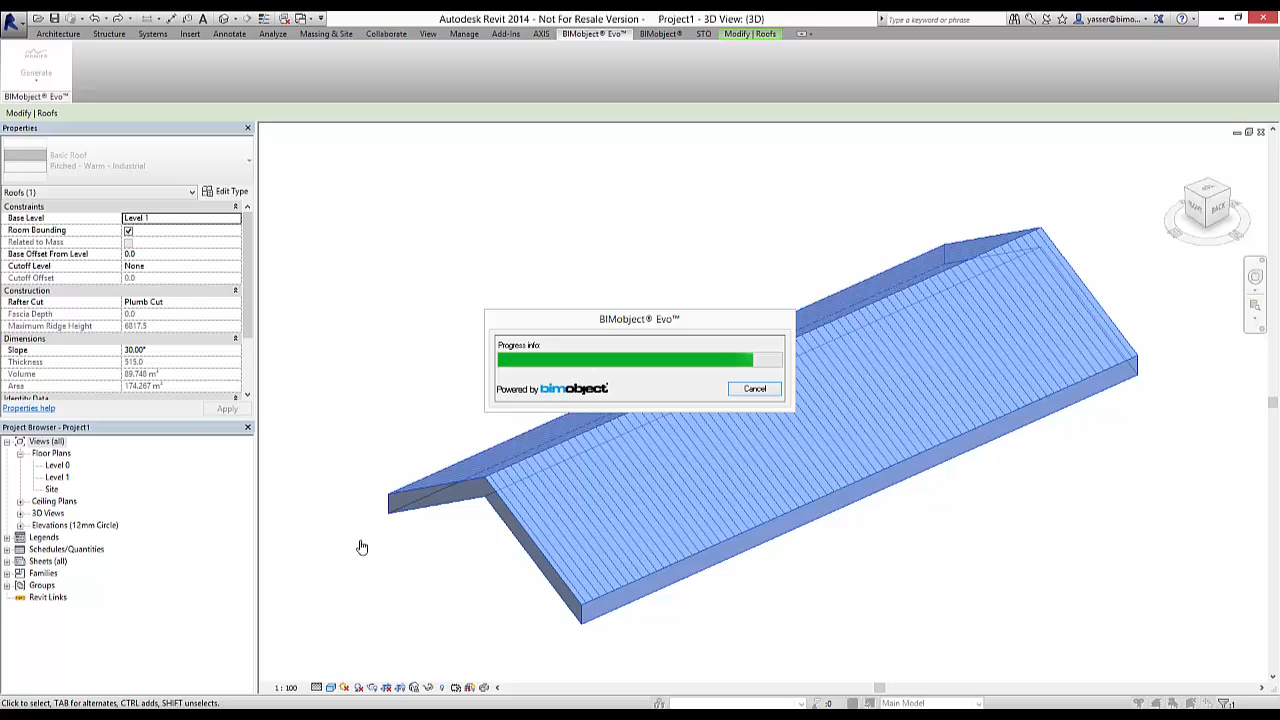 Autodesk Revit 2014 - Not For Resale Version - Project1 - 3D View: {3D}
Type a keyword or phrase
yasser@bimo...
Architecture Structure Systems Insert Annotate Analyze Massing & Site Collaborate View Manage Add-Ins AXIS BIMobject® Evo™ BIMobject® STO Modify | Roofs
MONIER
Generate
BIMobject® Evo™
Modify | Roofs
Properties
Basic Roof
Pitched - Warm - Industrial
Roofs (1) Edit Type
Constraints
Base Level Level 1
Room Bounding
Related to Mass
Base Offset From Level 0.0
Cutoff Level None
Cutoff Offset 0.0
Construction
Rafter Cut Plumb Cut
Fascia Depth 0.0
Maximum Ridge Height 6817.5
Dimensions
Slope 30.00°
Thickness 515.0
Volume 89.748 m³
Area 174.267 m²
Identity Data
Properties help Apply
Project Browser - Project1
Views (all)
Floor Plans
Level 0
Level 1
Site
Ceiling Plans
3D Views
Elevations (12mm Circle)
Legends
Schedules/Quantities
Sheets (all)
Families
Groups
Revit Links
BACK
BIMobject® Evo™
Progress info:
Powered by bimobject®
Cancel
1 : 100
Click to select, TAB for alternates, CTRL adds, SHIFT unselects.
:0
Main Model
:1